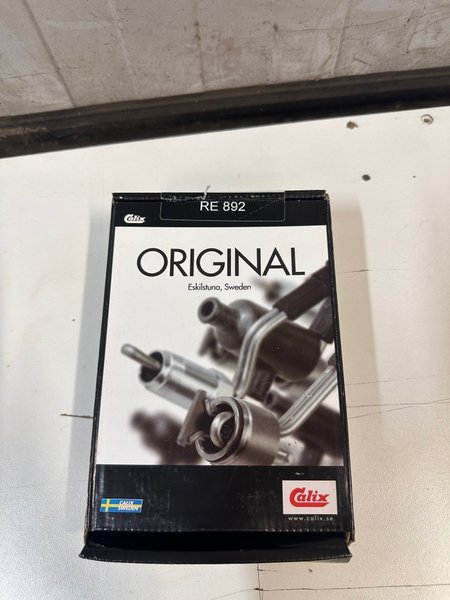 RE 892
Calix
ORIGINAL
Eskilstuna, Sweden
CALIX
SWEDEN
Calix
www.calix.se